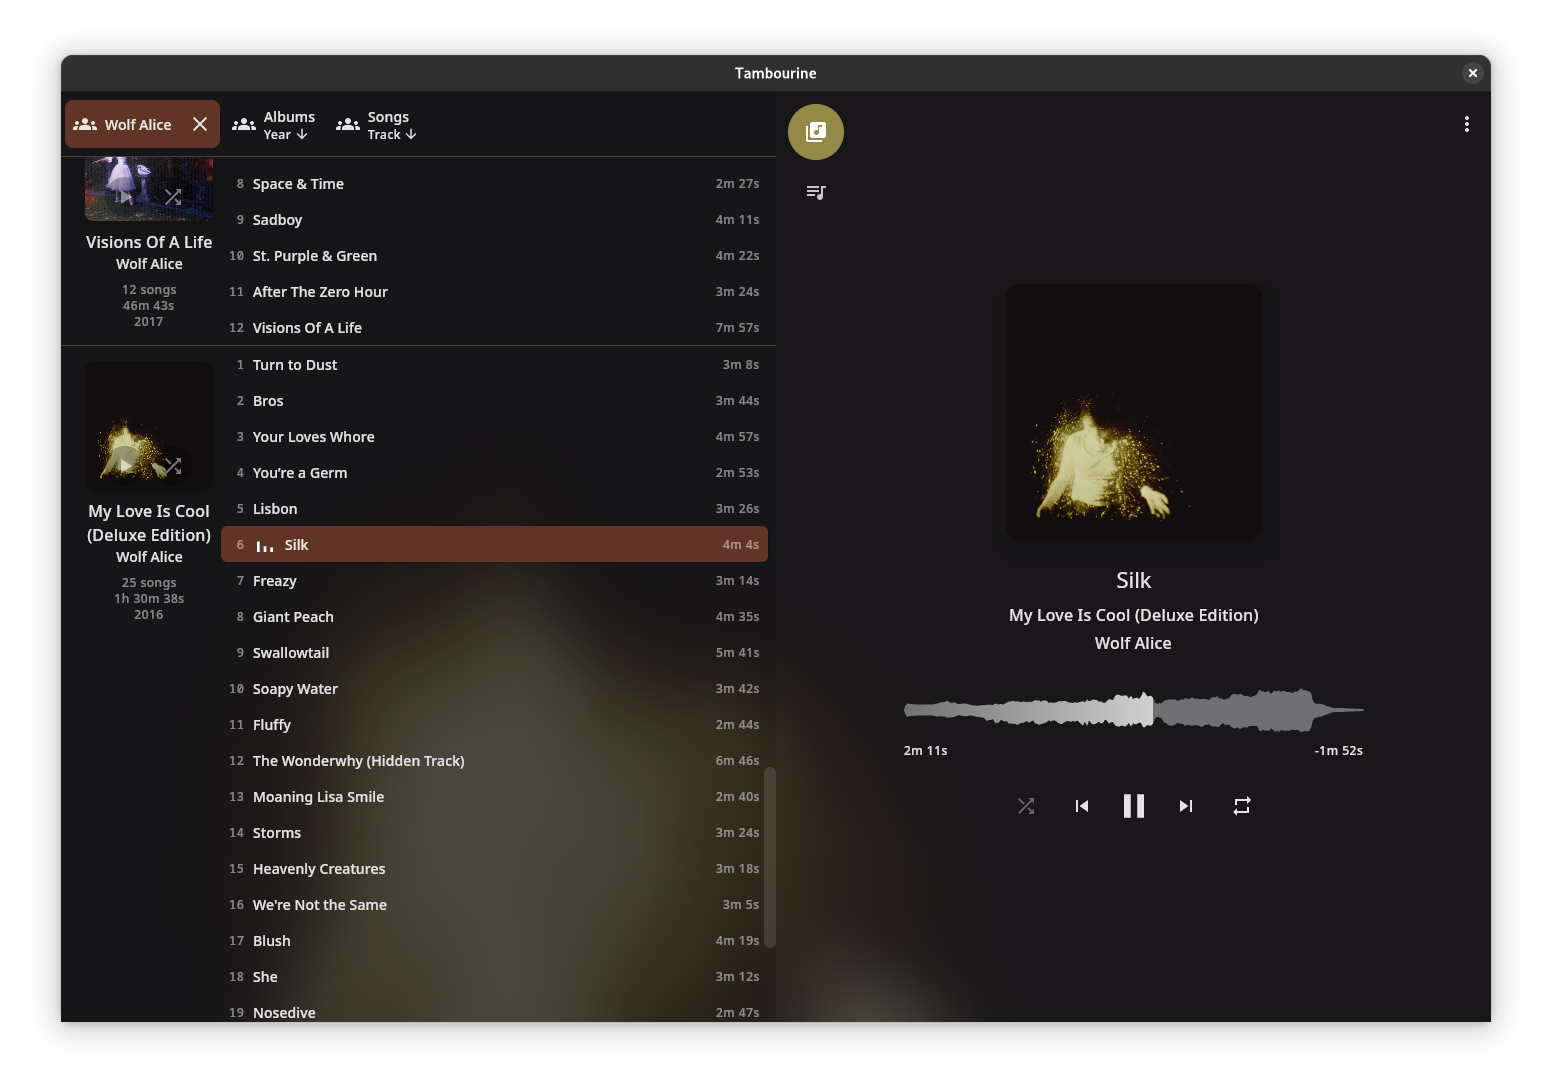 Tambourine
Wolf Alice
Albums
Year
Songs
Track
Visions Of A Life
Wolf Alice
12 songs
46m 43s
2017
8 Space & Time 2m 27s
9 Sadboy 4m 11s
10 St. Purple & Green 4m 22s
11 After The Zero Hour 3m 24s
12 Visions Of A Life 7m 57s
My Love Is Cool
(Deluxe Edition)
Wolf Alice
25 songs
1h 30m 38s
2016
1 Turn to Dust 3m 8s
2 Bros 3m 44s
3 Your Loves Whore 4m 57s
4 You’re a Germ 2m 53s
5 Lisbon 3m 26s
6 Silk 4m 4s
7 Freazy 3m 14s
8 Giant Peach 4m 35s
9 Swallowtail 5m 41s
10 Soapy Water 3m 42s
11 Fluffy 2m 44s
12 The Wonderwhy (Hidden Track) 6m 46s
13 Moaning Lisa Smile 2m 40s
14 Storms 3m 24s
15 Heavenly Creatures 3m 18s
16 We're Not the Same 3m 5s
17 Blush 4m 19s
18 She 3m 12s
19 Nosedive 2m 47s
Silk
My Love Is Cool (Deluxe Edition)
Wolf Alice
2m 11s
-1m 52s